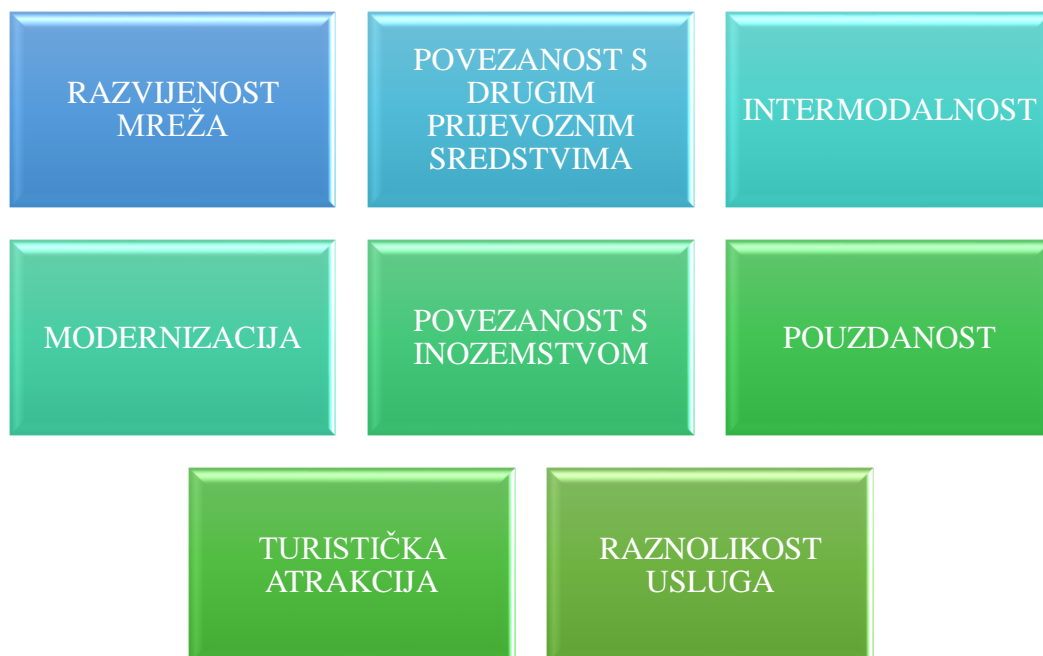 RAZVIJENOST
MREŽA
POVEZANOST S
DRUGIM
PRIJEVOZNIM
SREDSTVIMA
INTERMODALNOST
MODERNIZACIJA
POVEZANOST S
INOZEMSTVOM
POUZDANOST
TURISTIČKA
ATRAKCIJA
RAZNOLIKOST
USLUGA